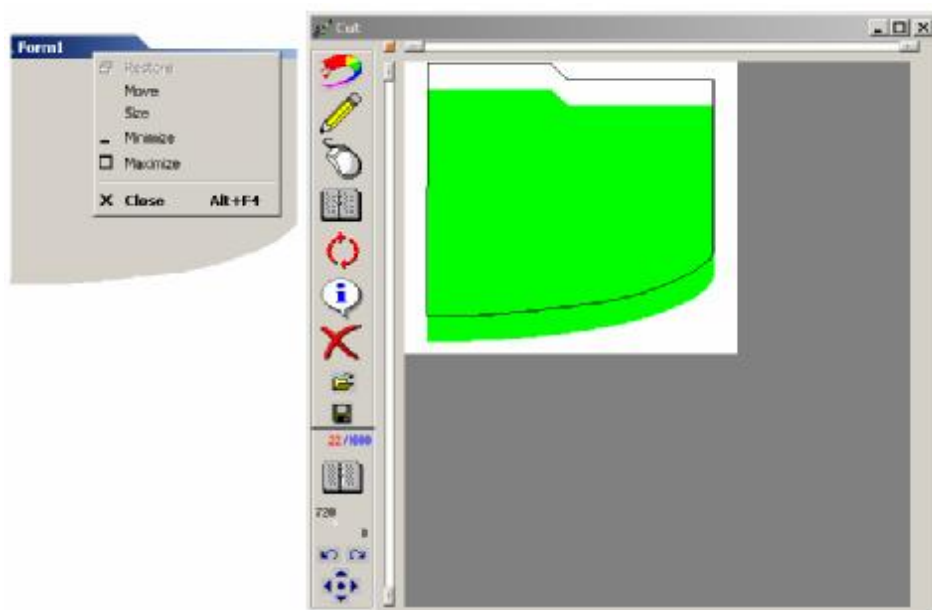 Form1
Restore
Move
Size
Minimize
Maximize
Close Alt+F4
Cut
22/1000
720
0